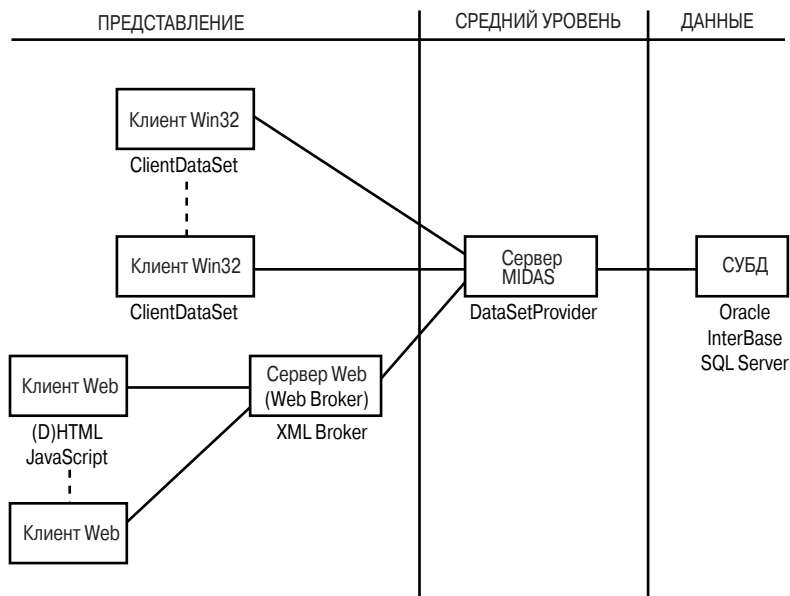 ПРЕДСТАВЛЕНИЕ
СРЕДНИЙ УРОВЕНЬ
ДАННЫЕ
Клиент Win32
ClientDataSet
Клиент Win32
ClientDataSet
Сервер
MIDAS
DataSetProvider
СУБД
Oracle
InterBase
SQL Server
Клиент Web
(D)HTML
JavaScript
Сервер Web
(Web Broker)
XML Broker
Клиент Web